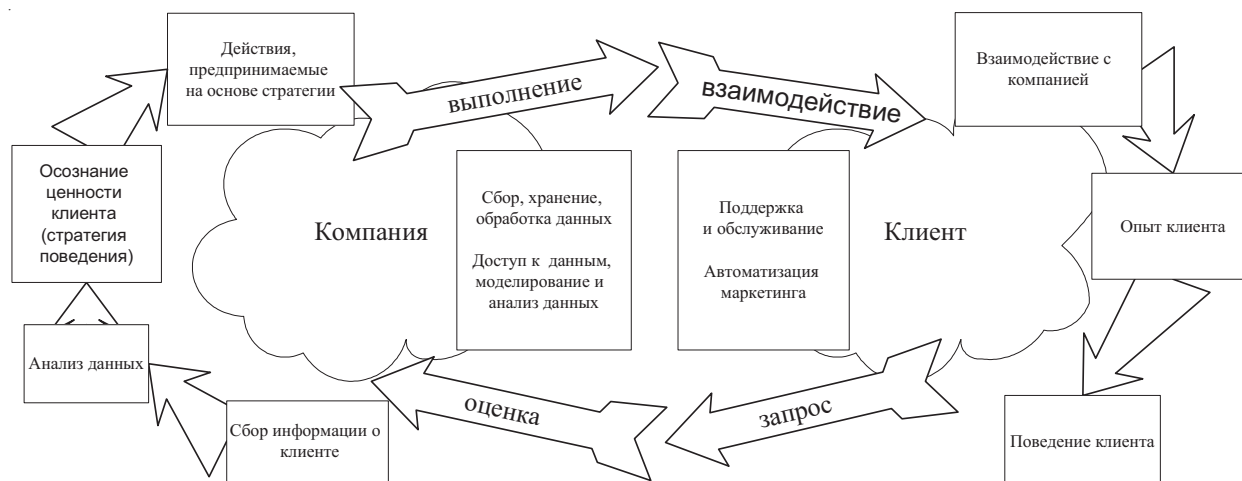 Действия,
предпринимаемые
на основе стратегии
выполнение
взаимодействие
Взаимодействие с
компанией
Осознание
ценности
клиента
(стратегия
поведения)
Компания
Сбор, хранение,
обработка данных
Доступ к данным,
моделирование и
анализ данных
Поддержка
и обслуживание
Автоматизация
маркетинга
Клиент
Опыт клиента
Анализ данных
Сбор информации о
клиенте
оценка
запрос
Поведение клиента